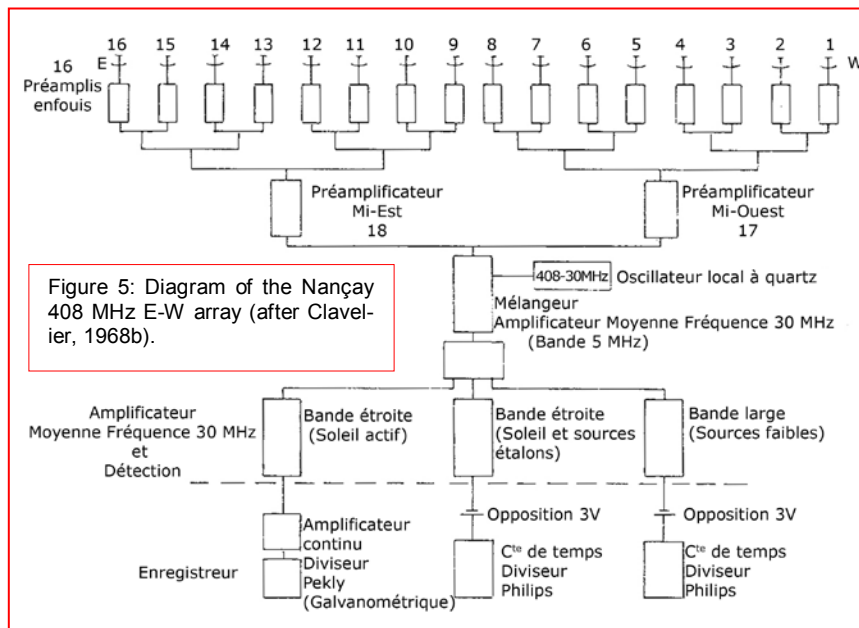 16 15 14 13 12 11 10 9 8 7 6 5 4 3 2 1
E W
16
Préamplis
enfouis
Préamplificateur
Mi-Est
18
Préamplificateur
Mi-Ouest
17
408-30MHz Oscillateur local à quartz
Mélangeur
Amplificateur Moyenne Fréquence 30 MHz
(Bande 5 MHz)
Figure 5: Diagram of the Nançay
408 MHz E-W array (after Clavel-
ier, 1968b).
Amplificateur
Moyenne Fréquence 30 MHz
et
Détection
Bande étroite
(Soleil actif)
Bande étroite
(Soleil et sources
étalons)
Bande large
(Sources faibles)
Opposition 3V
Opposition 3V
Enregistreur
Amplificateur
continu
Diviseur
Pekly
(Galvanométrique)
Cte de temps
Diviseur
Philips
Cte de temps
Diviseur
Philips